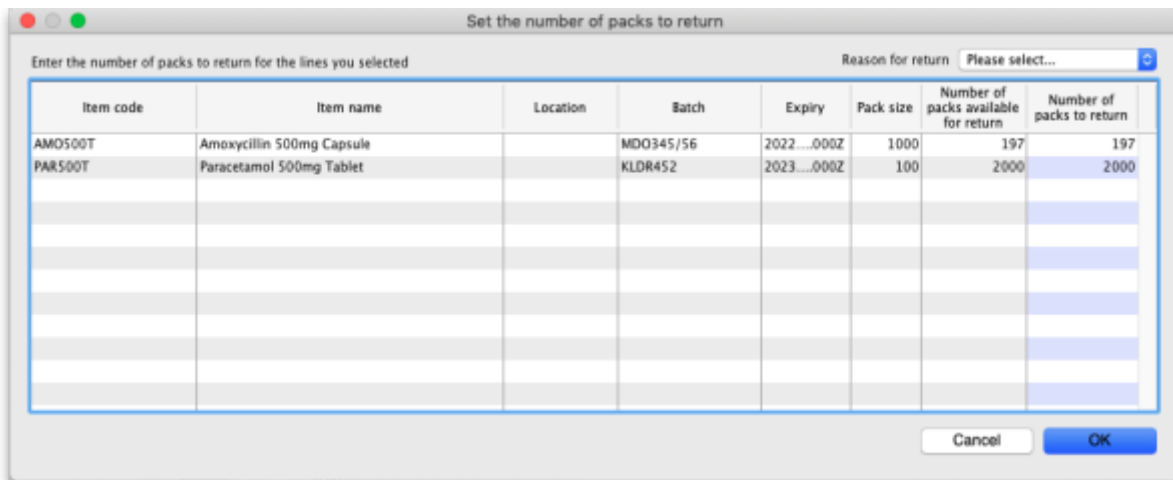 Set the number of packs to return
Enter the number of packs to return for the lines you selected
Reason for return Please select...
Item code Item name Location Batch Expiry Pack size Number of packs available for return Number of packs to return
AMO500T Amoxycillin 500mg Capsule MDO345/56 2022....000Z 1000 197 197
PAR500T Paracetamol 500mg Tablet KLDR452 2023....000Z 100 2000 2000
Cancel OK